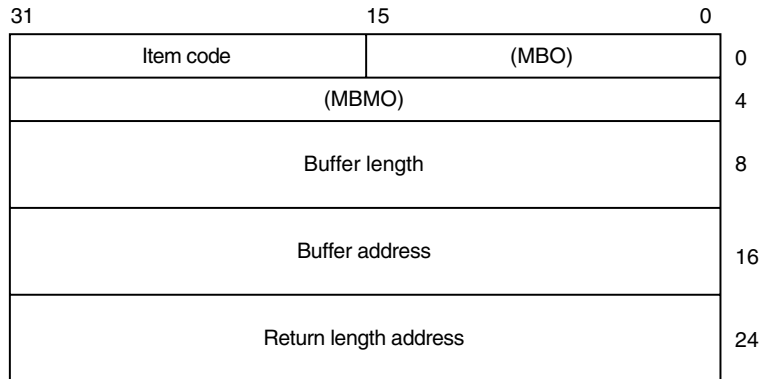 31 15 0
Item code (MBO) 0
(MBMO) 4
Buffer length 8
Buffer address 16
Return length address 24